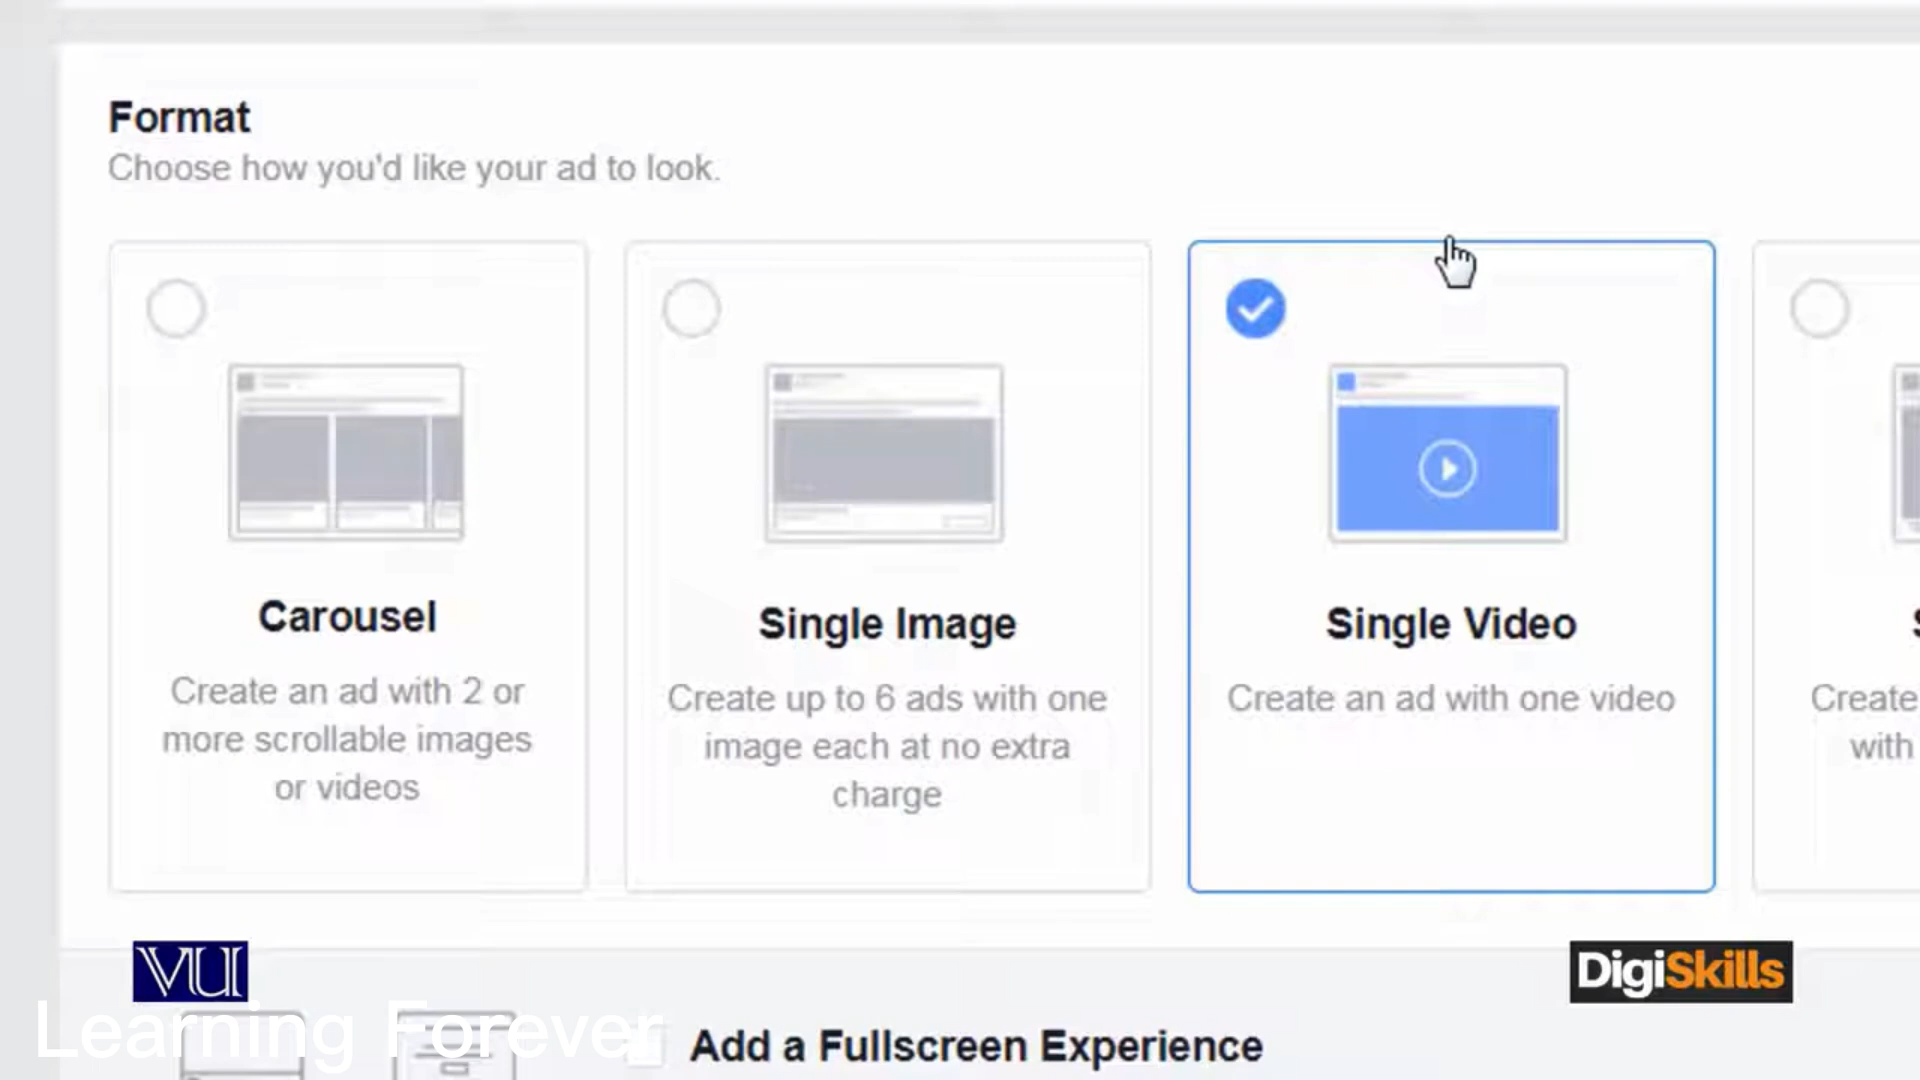 Format
Choose how you'd like your ad to look.
Carousel
Create an ad with 2 or
more scrollable images
or videos
Single Image
Create up to 6 ads with one
image each at no extra
charge
Single Video
Create an ad with one video
Create
with
VU
DigiSkills
Learning Forever
Add a Fullscreen Experience